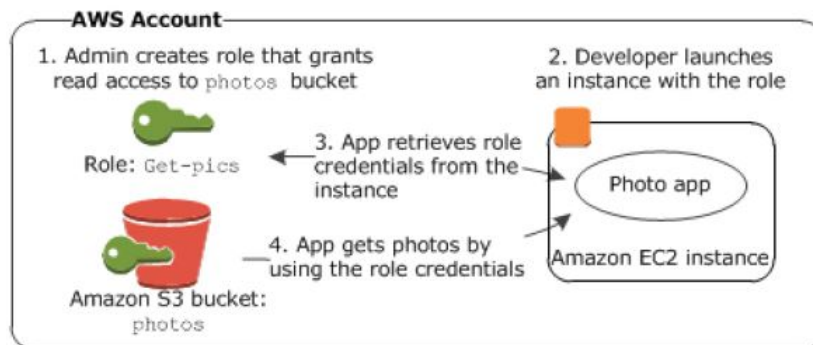 AWS Account
1. Admin creates role that grants
read access to photos bucket
2. Developer launches
an instance with the role
3. App retrieves role
credentials from the
instance
Role: Get-pics
Photo app
4. App gets photos by
using the role credentials
Amazon EC2 instance
Amazon S3 bucket:
photos